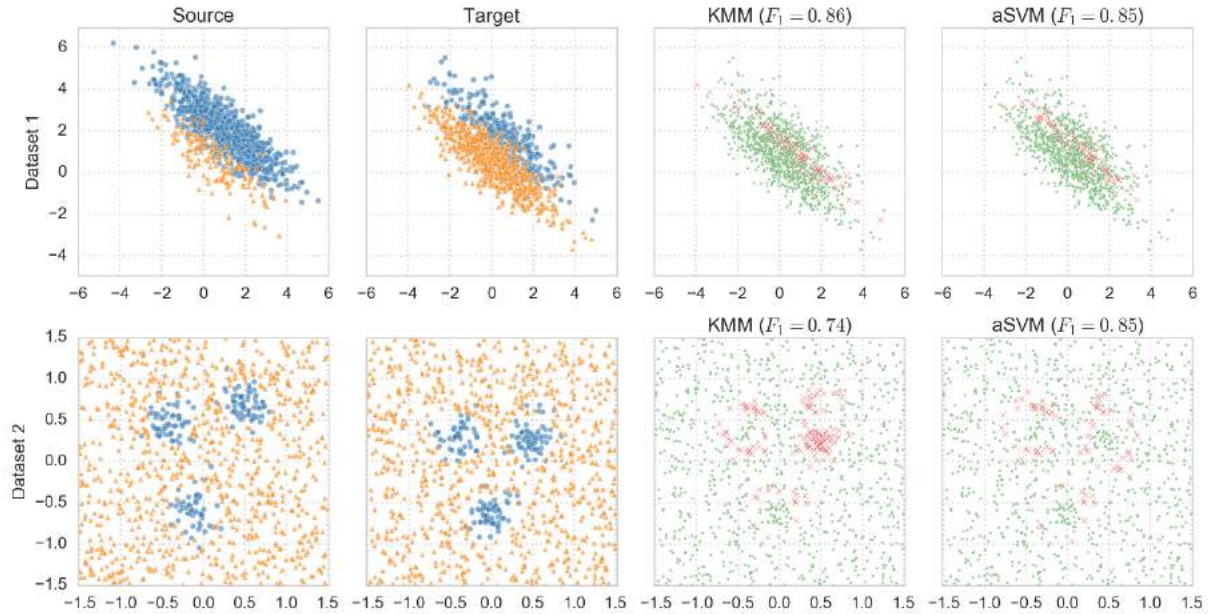 Source Target KMM (F₁ = 0.86) aSVM (F₁ = 0.85)
Dataset 1
6
4
2
0
−2
−4
−6 −4 −2 0 2 4 6 −6 −4 −2 0 2 4 6 −6 −4 −2 0 2 4 6 −6 −4 −2 0 2 4 6
KMM (F₁ = 0.74) aSVM (F₁ = 0.85)
Dataset 2
1.5
1.0
0.5
0.0
−0.5
−1.0
−1.5
−1.5 −1.0 −0.5 0.0 0.5 1.0 1.5 −1.5 −1.0 −0.5 0.0 0.5 1.0 1.5 −1.5 −1.0 −0.5 0.0 0.5 1.0 1.5 −1.5 −1.0 −0.5 0.0 0.5 1.0 1.5